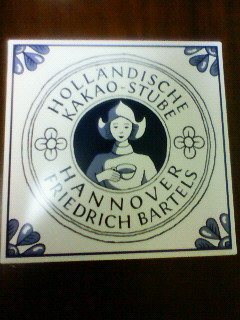 HOLLÄNDISCHE
KAKAO-STUBE
HANNOVER
FRIEDRICH BARTELS